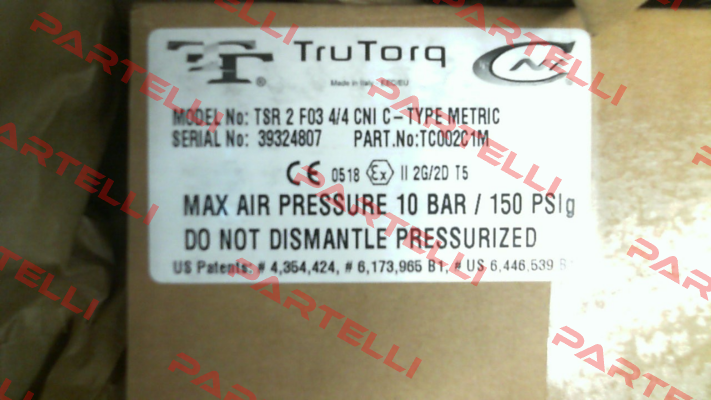 TruTorq
CNi
Made in Italy
MODEL No: TSR 2 F03 4/4 CNI C-TYPE METRIC
SERIAL No: 39324807 PART.No:TC002C1M
CE 0518 Ex II 2G/2D T5
MAX AIR PRESSURE 10 BAR / 150 PSIg
DO NOT DISMANTLE PRESSURIZED
US Patents: # 4,354,424, # 6,173,965 B1, # US 6,446,539
PARTELLI
PARTELLI
PARTELLI
PARTELLI
PARTELLI
PARTELLI